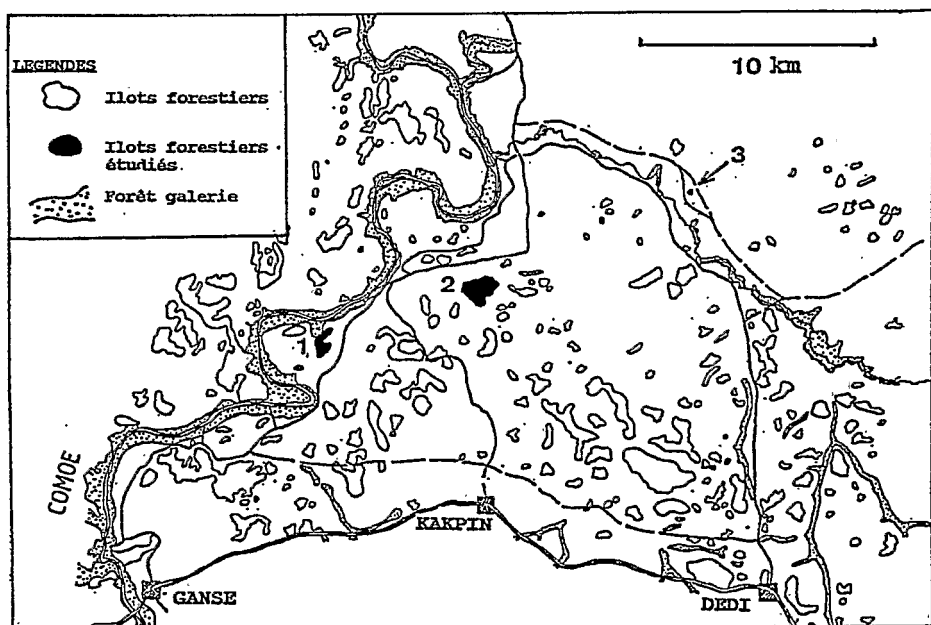 LEGENDES
Ilots forestiers
Ilots forestiers
étudiés.
Forêt galerie
10 km
3
2
1
COMOE
KAKPIN
GANSE
DEDI